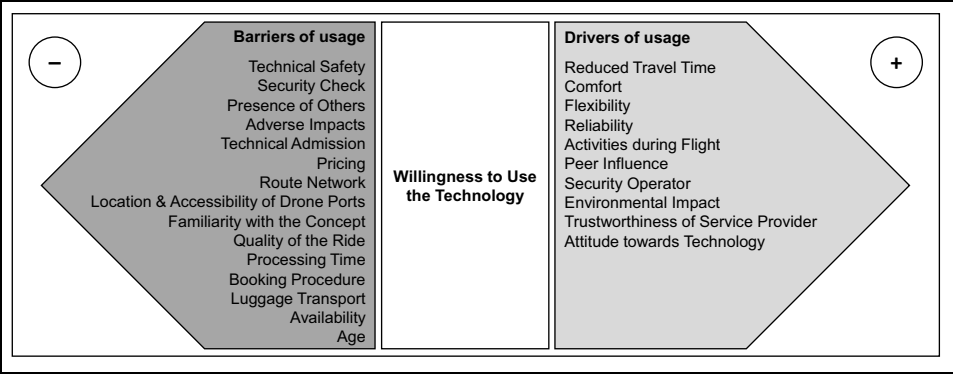 −
Barriers of usage
Technical Safety
Security Check
Presence of Others
Adverse Impacts
Technical Admission
Pricing
Route Network
Location & Accessibility of Drone Ports
Familiarity with the Concept
Quality of the Ride
Processing Time
Booking Procedure
Luggage Transport
Availability
Age
Willingness to Use
the Technology
Drivers of usage
Reduced Travel Time
Comfort
Flexibility
Reliability
Activities during Flight
Peer Influence
Security Operator
Environmental Impact
Trustworthiness of Service Provider
Attitude towards Technology
+